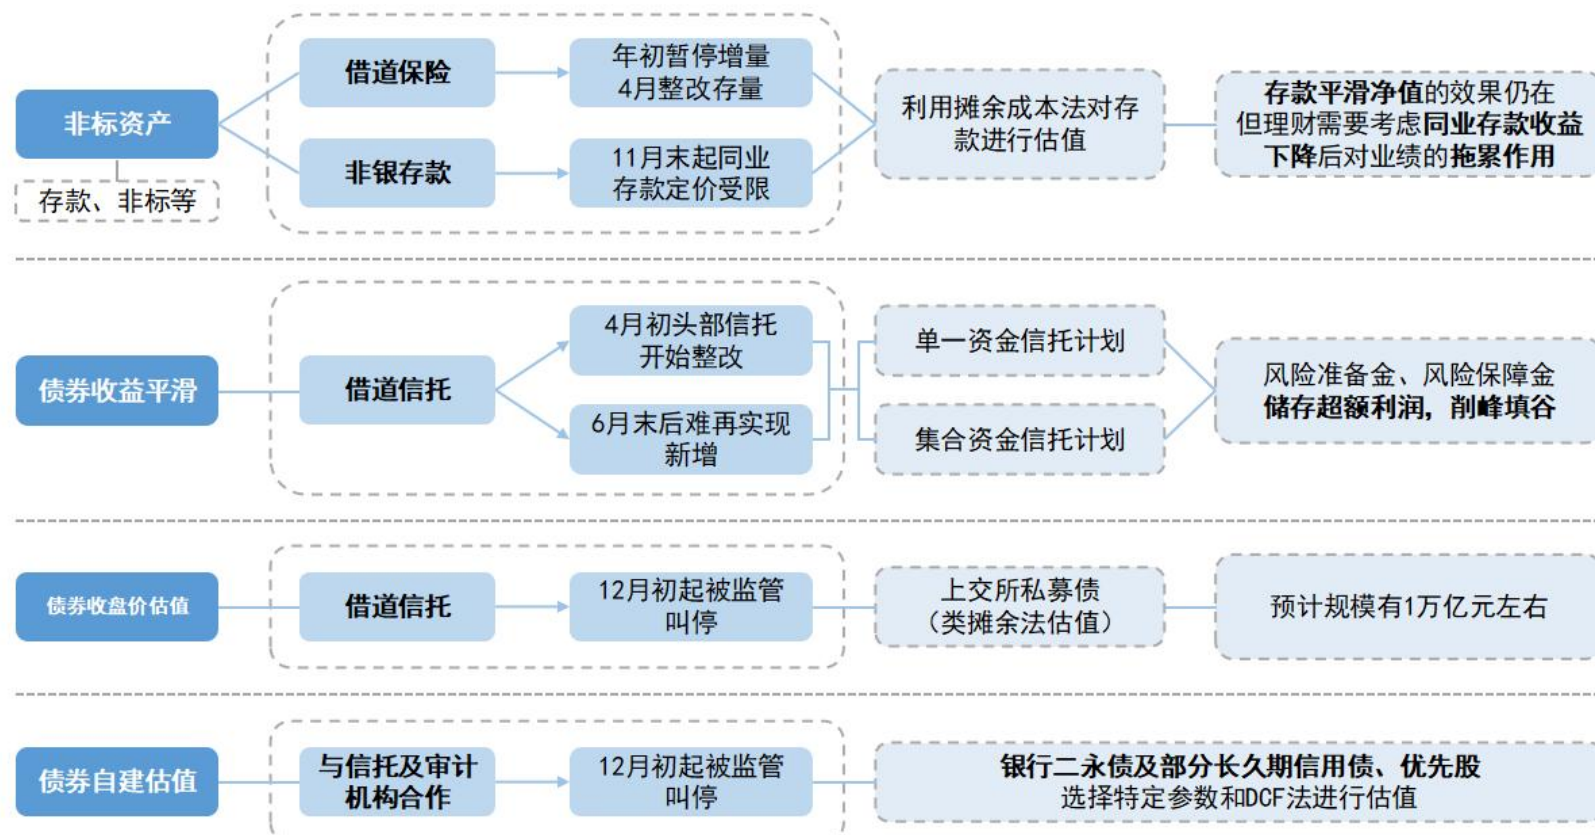 非标资产
存款、非标等
借道保险
年初暂停增量
4月整改存量
非银存款
11月末起同业
存款定价受限
利用摊余成本法对存
款进行估值
存款平滑净值的效果仍在
但理财需要考虑同业存款收益
下降后对业绩的拖累作用
债券收益平滑
借道信托
4月初头部信托
开始整改
6月末后难再实现
新增
单一资金信托计划
集合资金信托计划
风险准备金、风险保障金
储存超额利润，削峰填谷
债券收盘价估值
借道信托
12月初起被监管
叫停
上交所私募债
（类摊余法估值）
预计规模有1万亿元左右
债券自建估值
与信托及审计
机构合作
12月初起被监管
叫停
银行二永债及部分长久期信用债、优先股
选择特定参数和DCF法进行估值